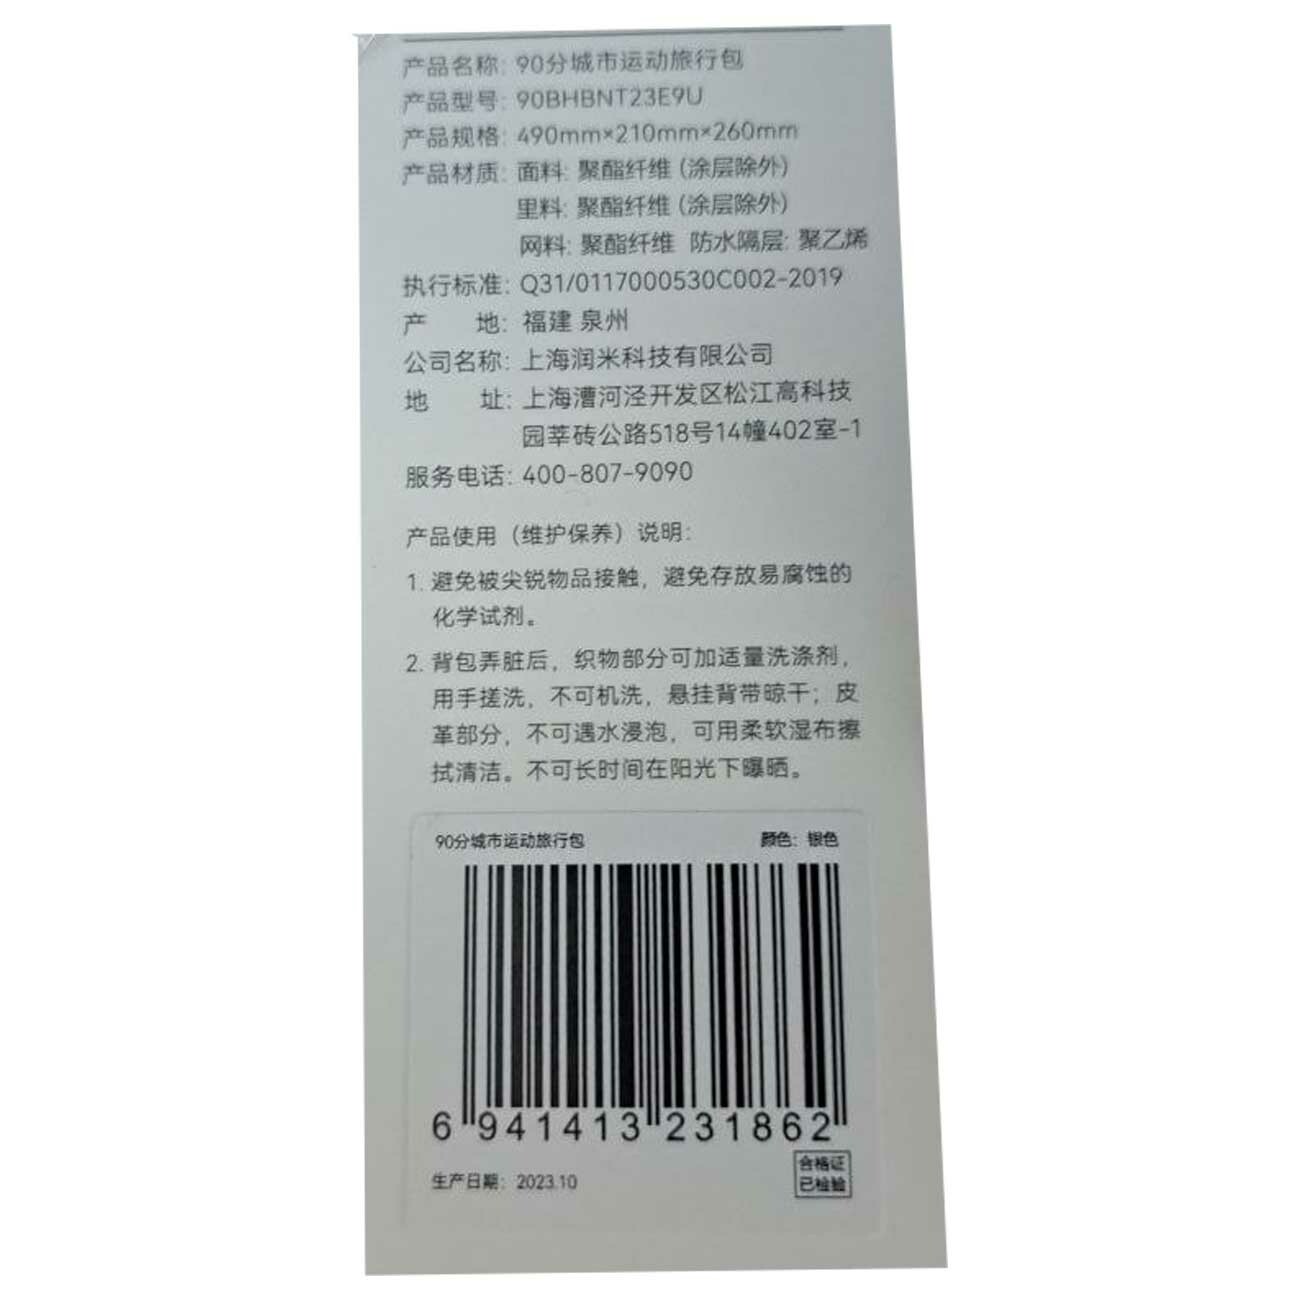 产品名称: 90分城市运动旅行包
产品型号: 90BHBNT23E9U
产品规格: 490mm×210mm×260mm
产品材质: 面料: 聚酯纤维 (涂层除外)
里料: 聚酯纤维 (涂层除外)
网料: 聚酯纤维 防水隔层: 聚乙烯
执行标准: Q31/0117000530C002-2019
产 地: 福建 泉州
公司名称: 上海润米科技有限公司
地 址: 上海漕河泾开发区松江高科技
园莘砖公路518号14幢402室-1
服务电话: 400-807-9090
产品使用（维护保养）说明:
1. 避免被尖锐物品接触，避免存放易腐蚀的
化学试剂。
2. 背包弄脏后，织物部分可加适量洗涤剂，
用手搓洗，不可机洗，悬挂背带晾干；皮
革部分，不可遇水浸泡，可用柔软湿布擦
拭清洁。不可长时间在阳光下曝晒。
90分城市运动旅行包 颜色：银色
6 941413 231862
生产日期：2023.10
合格证
已检验